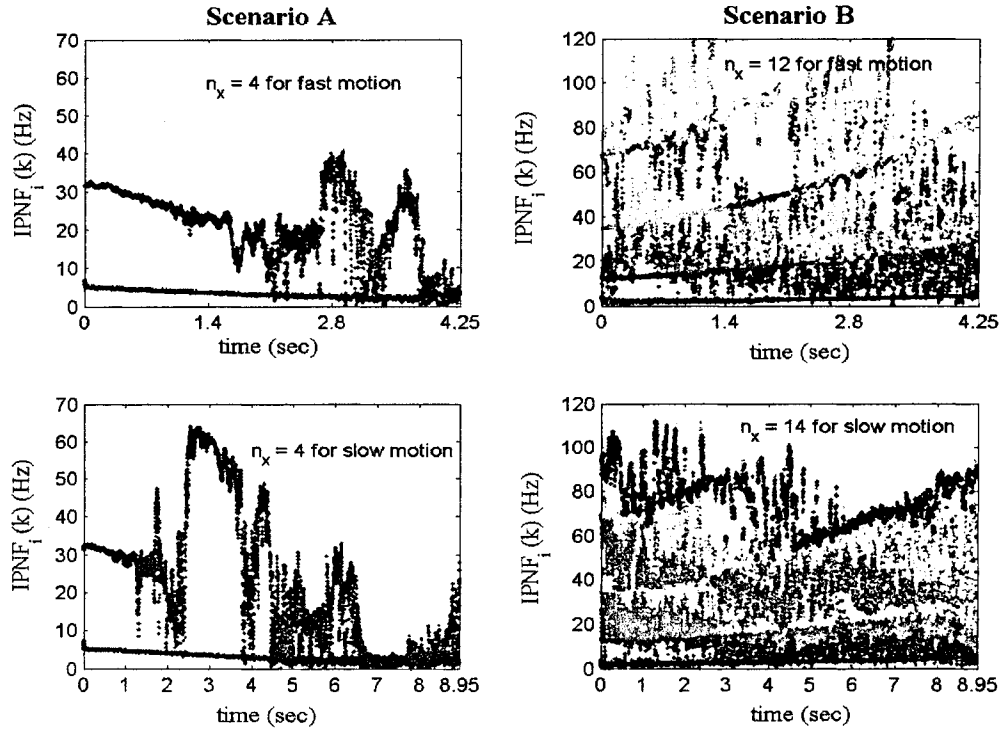 Scenario A
70
60
50
40
30
20
10
0
IPNF_i (k) (Hz)
n_x = 4 for fast motion
0 1.4 2.8 4.25
time (sec)
Scenario B
120
100
80
60
40
20
0
IPNF_i (k) (Hz)
n_x = 12 for fast motion
0 1.4 2.8 4.25
time (sec)
70
60
50
40
30
20
10
0
IPNF_i (k) (Hz)
n_x = 4 for slow motion
0 1 2 3 4 5 6 7 8 8.95
time (sec)
120
100
80
60
40
20
0
IPNF_i (k) (Hz)
n_x = 14 for slow motion
0 1 2 3 4 5 6 7 8 8.95
time (sec)